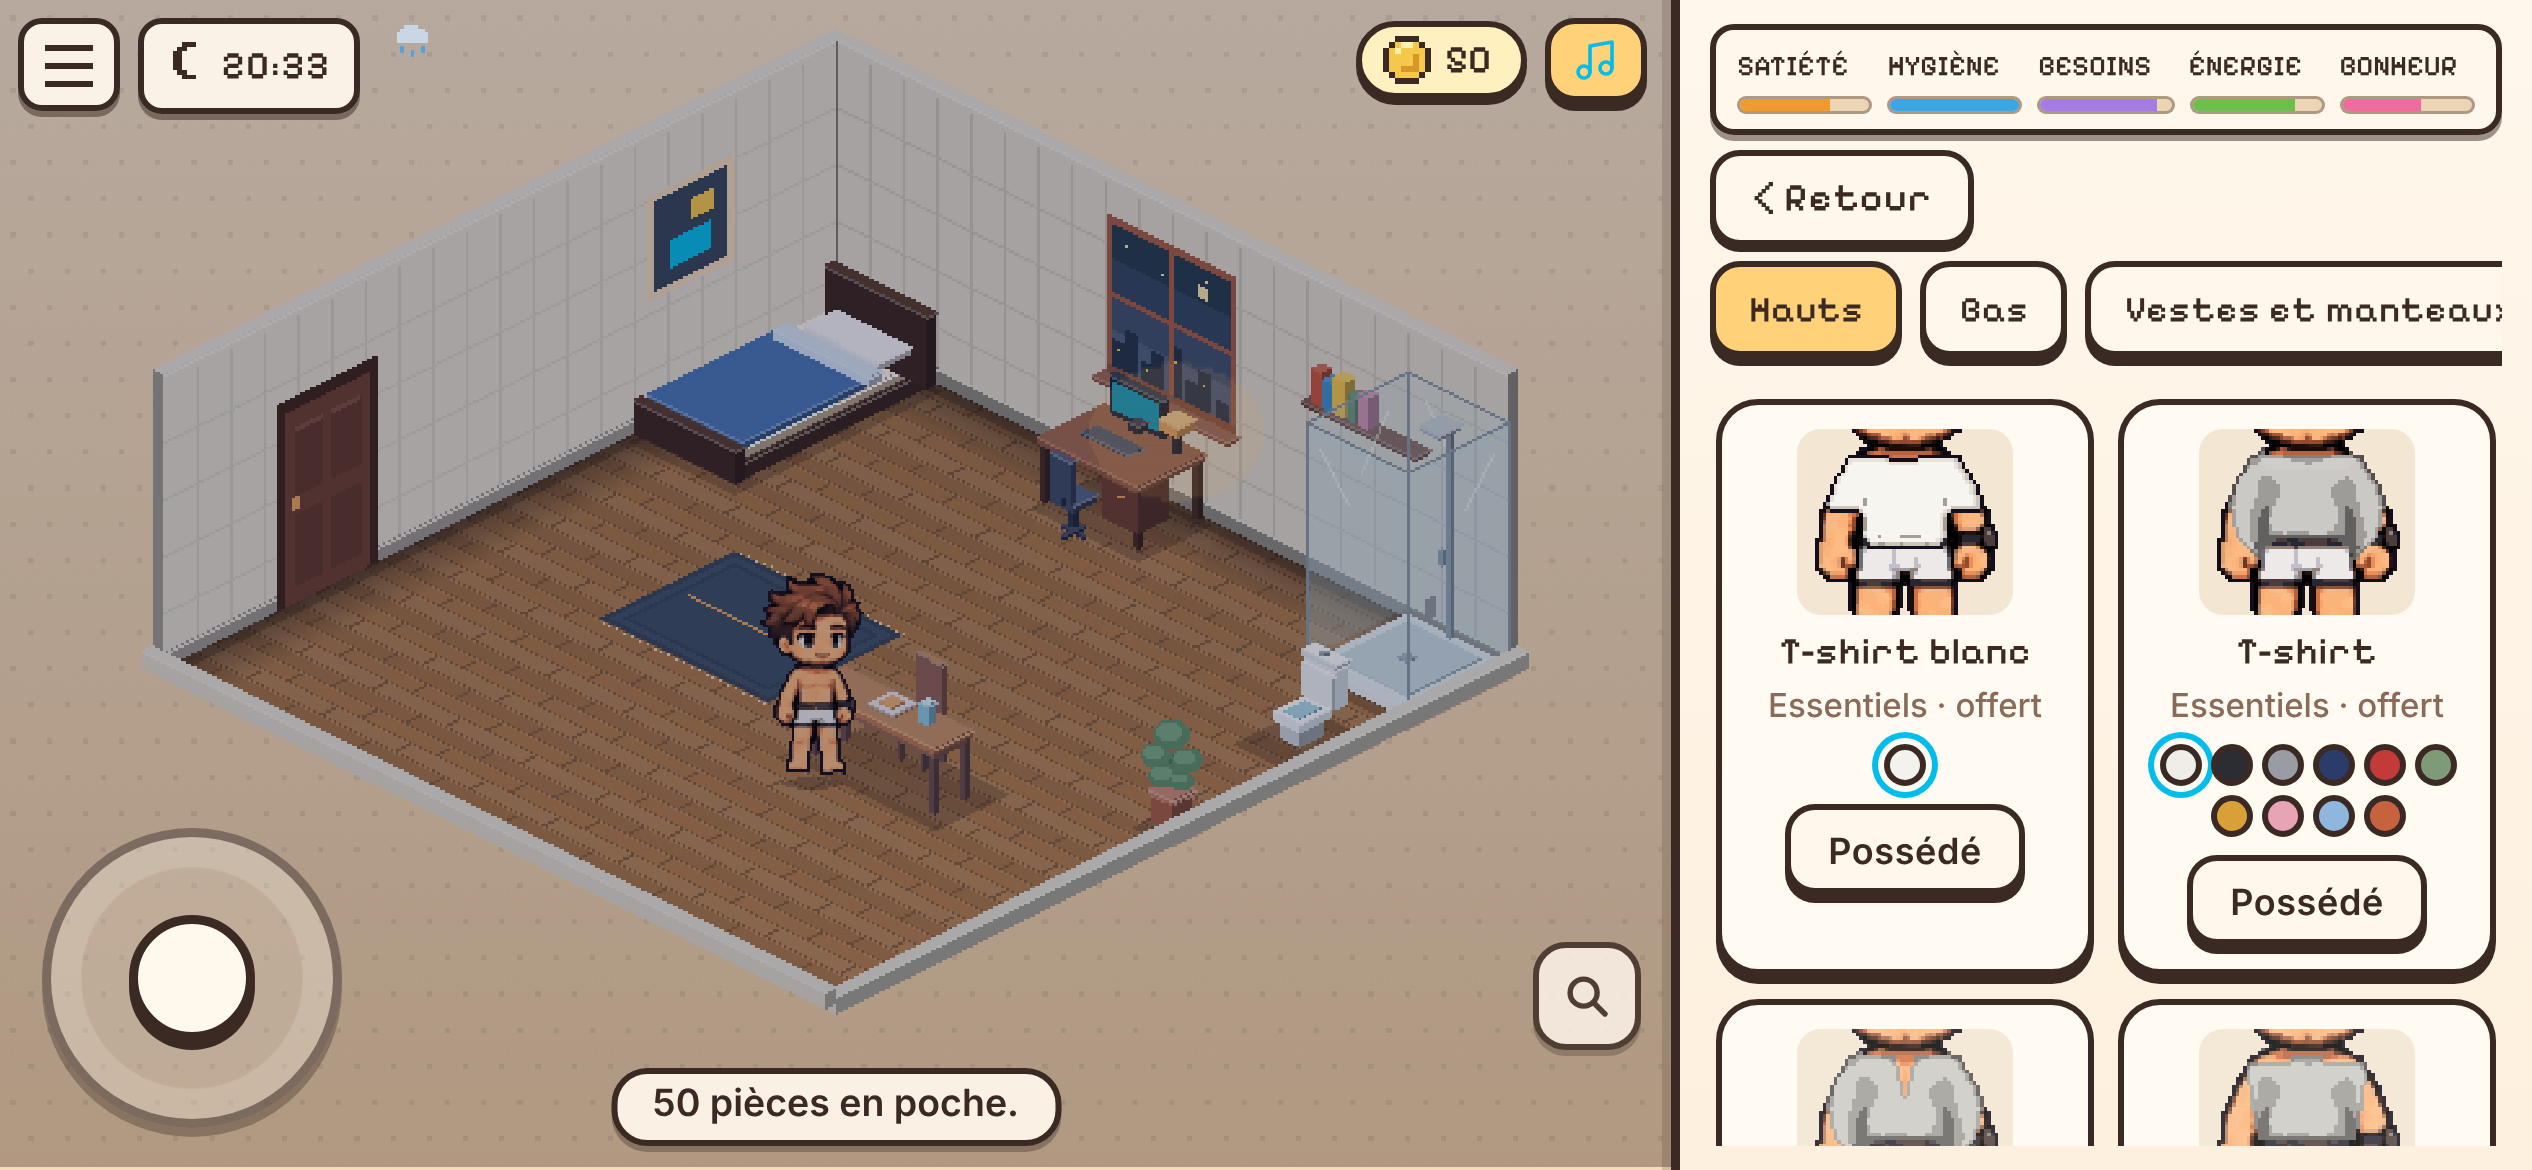 20:33
50
SATIÉTÉ HYGIÈNE BESOINS ÉNERGIE BONHEUR
Retour
Hauts Bas Vestes et manteaux
T-shirt blanc
Essentiels · offert
Possédé
T-shirt
Essentiels · offert
Possédé
50 pièces en poche.